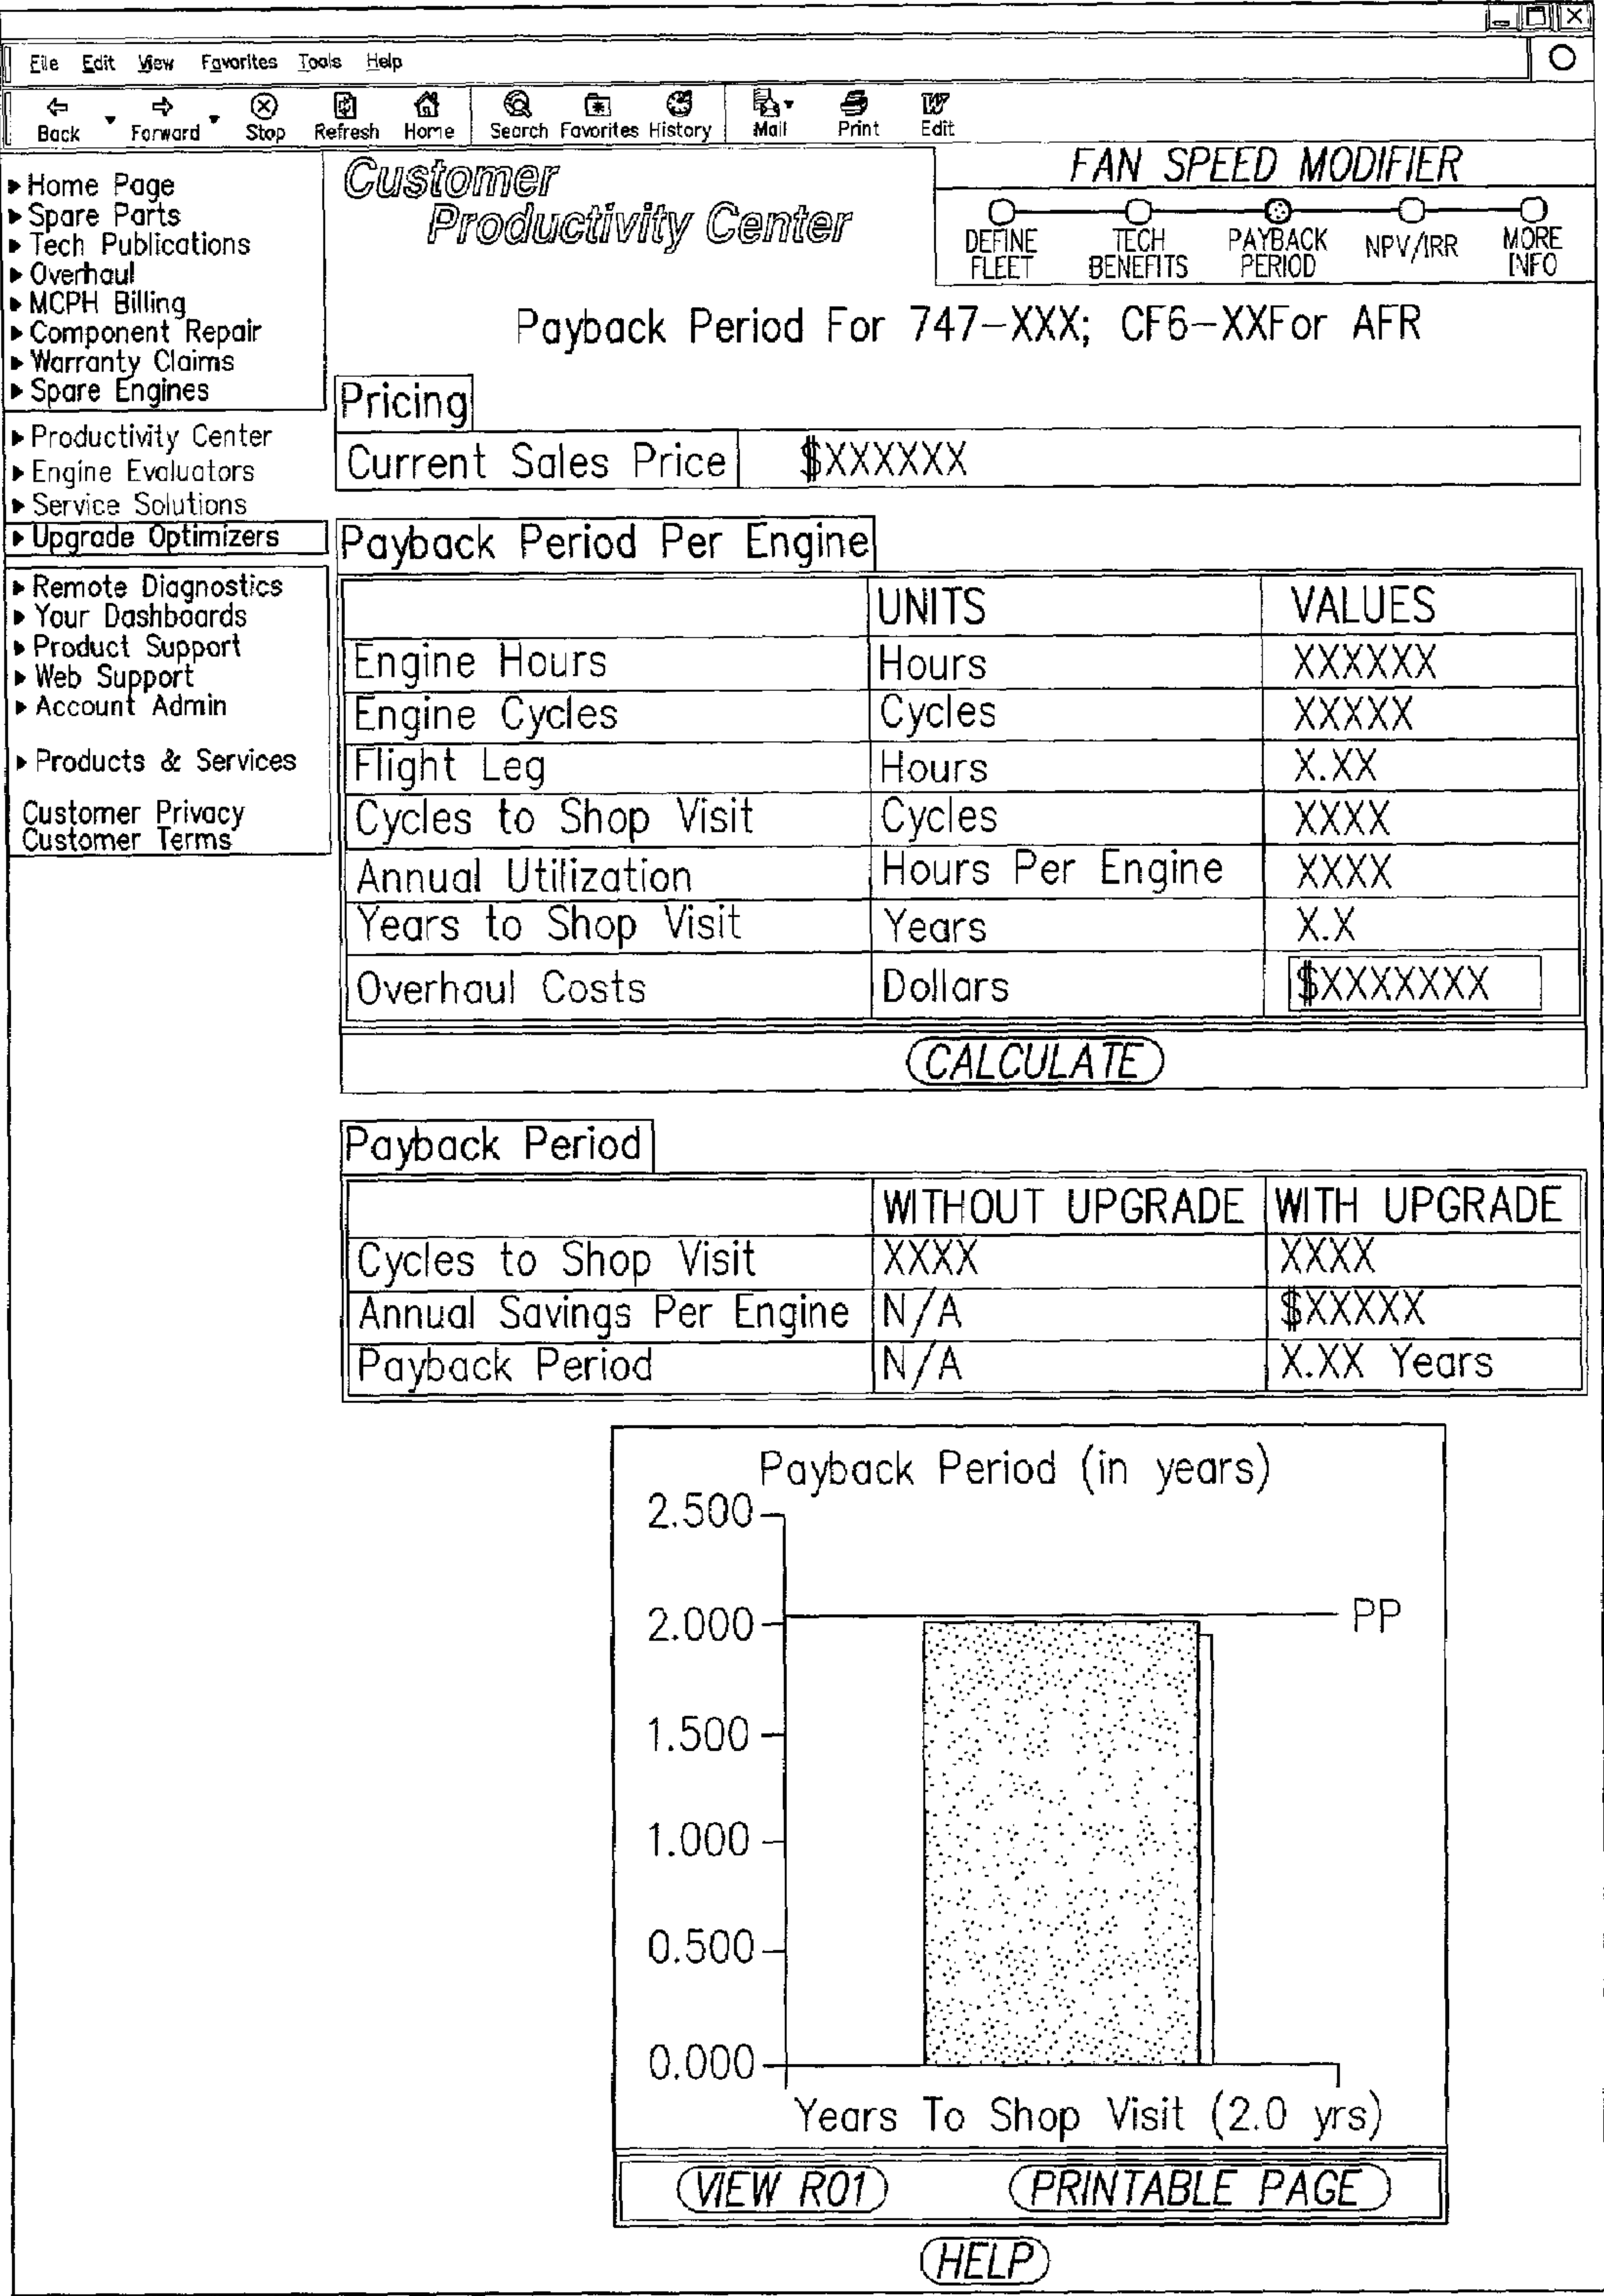 File Edit View Favorites Tools Help
Back Forward Stop Refresh Home Search Favorites History Mail Print Edit
Home Page
Spare Parts
Tech Publications
Overhaul
MCPH Billing
Component Repair
Warranty Claims
Spare Engines
Productivity Center
Engine Evaluators
Service Solutions
Upgrade Optimizers
Remote Diagnostics
Your Dashboards
Product Support
Web Support
Account Admin
Products & Services
Customer Privacy
Customer Terms
Customer
Productivity Center
FAN SPEED MODIFIER
DEFINE FLEET
TECH BENEFITS
PAYBACK PERIOD
NPV/IRR
MORE INFO
Payback Period For 747-XXX; CF6-XXFor AFR
Pricing
Current Sales Price $XXXXXX
Payback Period Per Engine
UNITS VALUES
Engine Hours Hours XXXXXX
Engine Cycles Cycles XXXXX
Flight Leg Hours X.XX
Cycles to Shop Visit Cycles XXXX
Annual Utilization Hours Per Engine XXXX
Years to Shop Visit Years X.X
Overhaul Costs Dollars $XXXXXXX
CALCULATE
Payback Period
WITHOUT UPGRADE WITH UPGRADE
Cycles to Shop Visit XXXX XXXX
Annual Savings Per Engine N/A $XXXXX
Payback Period N/A X.XX Years
Payback Period (in years)
2.500
2.000
PP
1.500
1.000
0.500
0.000
Years To Shop Visit (2.0 yrs)
VIEW R01 PRINTABLE PAGE
HELP